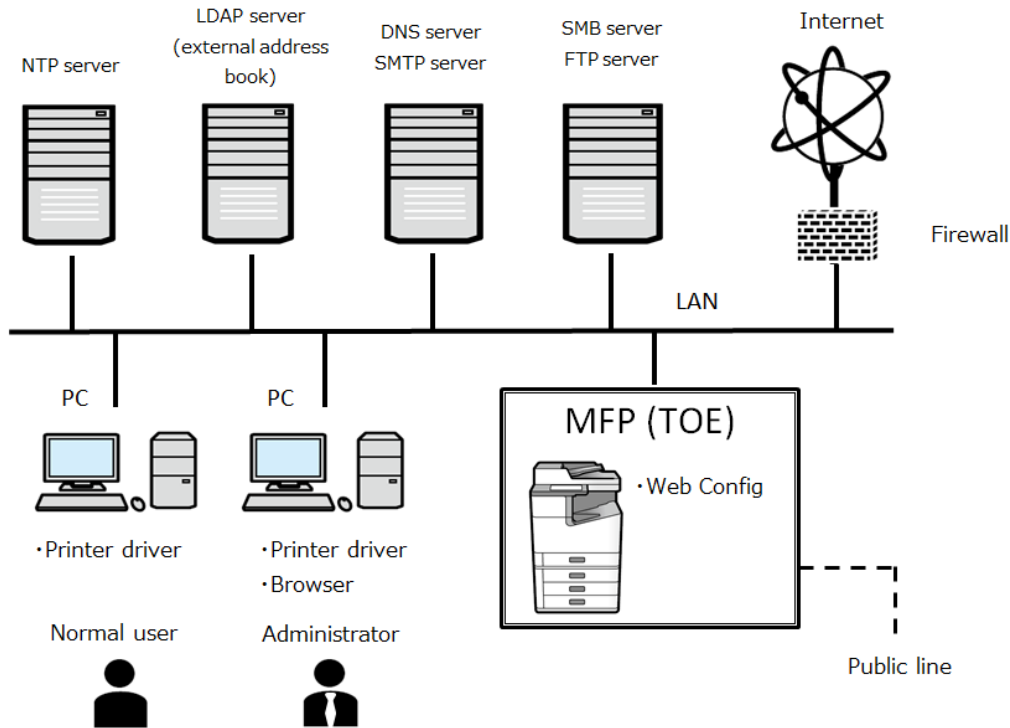 NTP server
LDAP server
(external address
book)
DNS server
SMTP server
SMB server
FTP server
Internet
Firewall
LAN
PC
PC
MFP (TOE)
・Web Config
・Printer driver
・Printer driver
・Browser
Normal user
Administrator
Public line